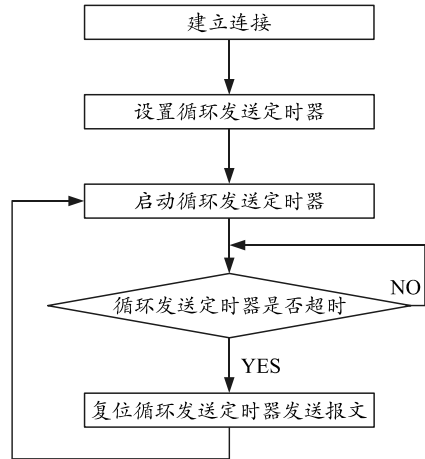 建立连接
设置循环发送定时器
启动循环发送定时器
循环发送定时器是否超时
NO
YES
复位循环发送定时器发送报文